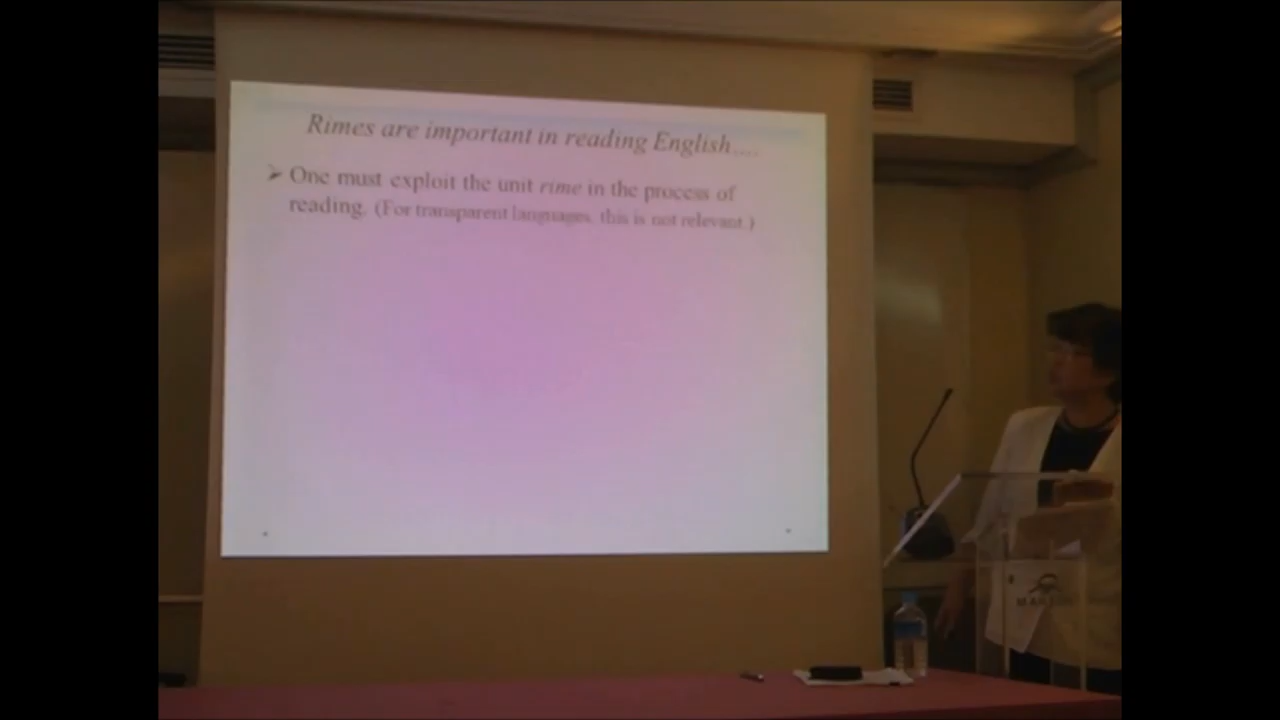 Rimes are important in reading English....
➤ One must exploit the unit rime in the process of
reading. (For transparent languages, this is not relevant.)